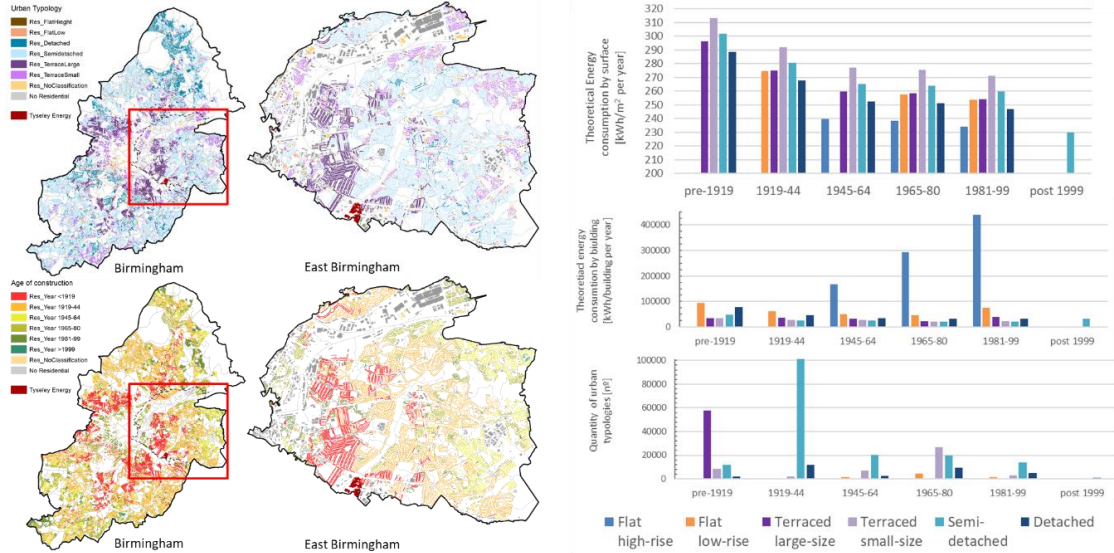 Urban Typology
Res_FlatHieght
Res_FlatLow
Res_Detached
Res_Semidetached
Res_TerraceLarge
Res_TerraceSmall
Res_NoClassification
No Residential
Tyseley Energy
Birmingham
East Birmingham
Age of construction
Res_Year <1919
Res_Year 1919-44
Res_Year 1945-64
Res_Year 1965-80
Res_Year 1981-99
Res_Year >1999
Res_NoClassification
No Residential
Tyseley Energy
Birmingham
East Birmingham
Theoretical Energy
consumption by surface
[kWh/m² per year]
320
310
300
290
280
270
260
250
240
230
220
210
200
pre-1919
1919-44
1945-64
1965-80
1981-99
post 1999
Theoretiacl energy
consumtion by biulding
[kWh/building per year]
400000
300000
200000
100000
0
pre-1919
1919-44
1945-64
1965-80
1981-99
post 1999
Quantity of urban
typologies [nº]
100000
80000
60000
40000
20000
0
pre-1919
1919-44
1945-64
1965-80
1981-99
post 1999
Flat
high-rise
Flat
low-rise
Terraced
large-size
Terraced
small-size
Semi-
detached
Detached